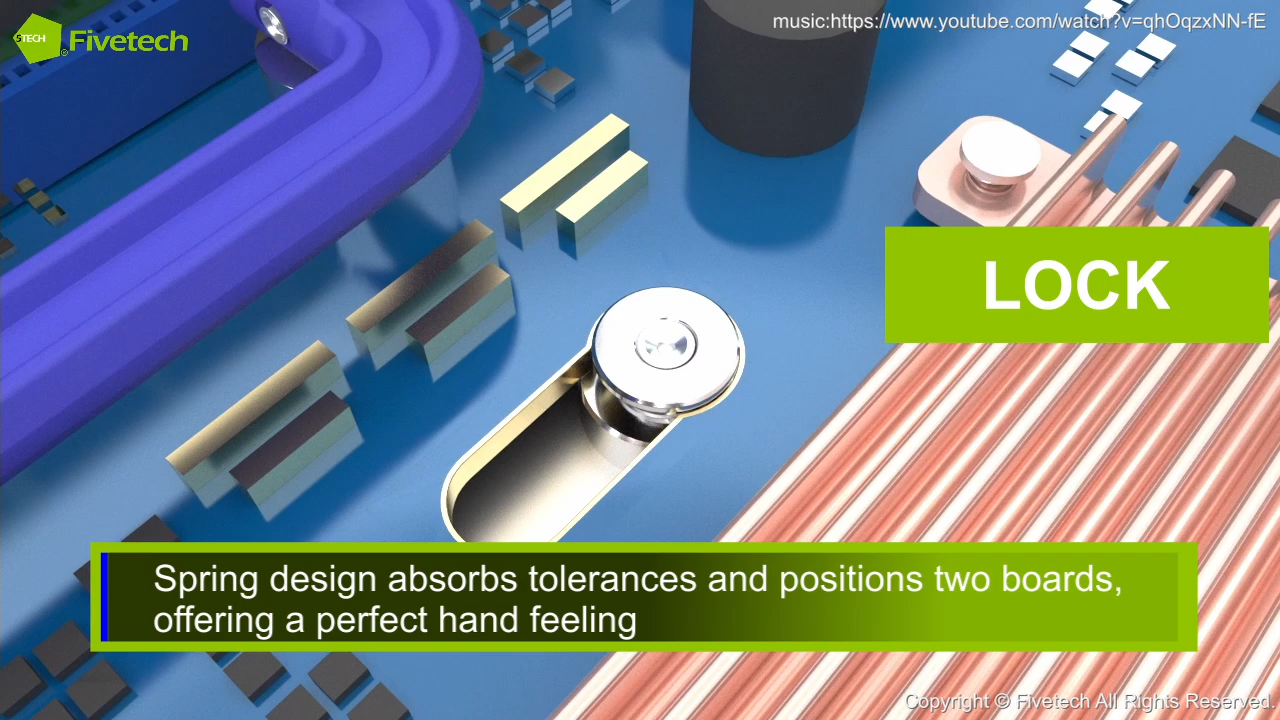 5TECH
® Fivetech
music:https://www.youtube.com/watch?v=qhOqzxNN-fE
LOCK
Spring design absorbs tolerances and positions two boards,
offering a perfect hand feeling
Copyright © Fivetech All Rights Reserved.